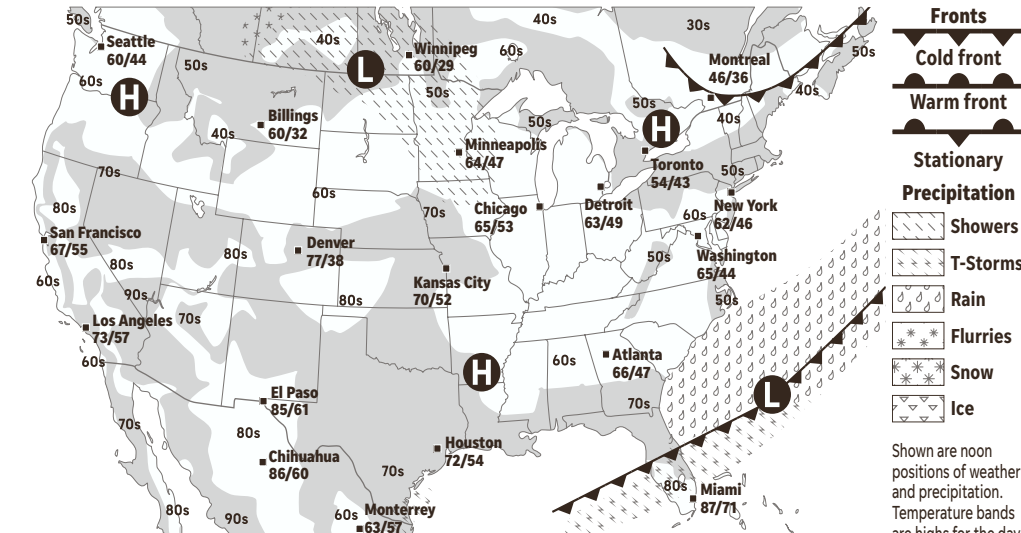 50s
40s
30s
Seattle
60/44
40s
Winnipeg
60/29
60s
Montreal
46/36
50s
50s
60s
L
H
50s
50s
40s
Billings
60/32
40s
50s
H
40s
Minneapolis
64/47
Toronto
54/43
50s
70s
60s
80s
70s
Chicago
65/53
Detroit
63/49
New York
62/46
60s
San Francisco
67/55
Denver
77/38
80s
Washington
65/44
50s
80s
60s
Kansas City
70/52
90s
80s
50s
Los Angeles
73/57
70s
60s
60s
Atlanta
66/47
H
L
El Paso
85/61
70s
70s
80s
Houston
72/54
Chihuahua
86/60
70s
80s
Miami
87/71
80s
90s
60s
Monterrey
63/57
Fronts
Cold front
Warm front
Stationary
Precipitation
Showers
T-Storms
Rain
Flurries
Snow
Ice
Shown are noon
positions of weather
and precipitation.
Temperature bands
are highs for the day